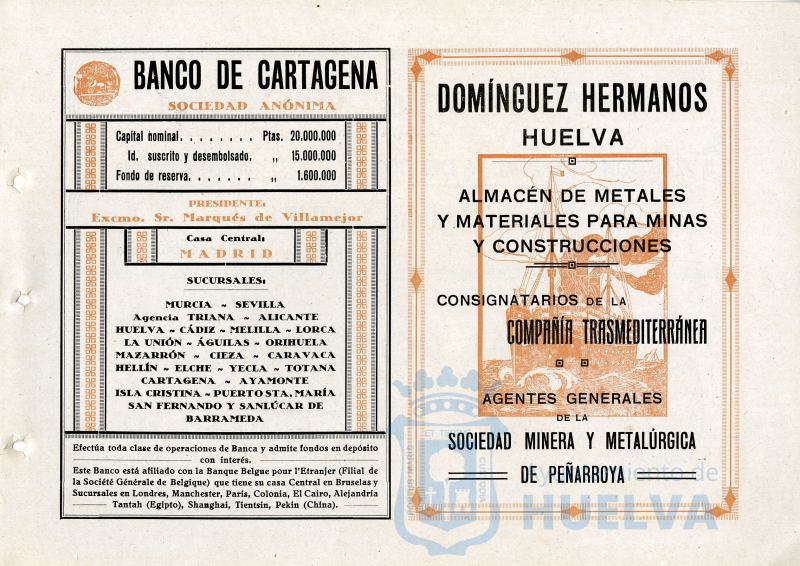 BANCO DE CARTAGENA
SOCIEDAD ANÓNIMA
Capital nominal. . . . . . . . Ptas. 20.000.000
Id. suscrito y desembolsado. „ 15.000.000
Fondo de reserva. . . . . . . „ 1.600.000
PRESIDENTE:
Excmo. Sr. Marqués de Villamejor
Casa Central:
MADRID
SUCURSALES:
MURCIA ~ SEVILLA
Agencia TRIANA ~ ALICANTE
HUELVA ~ CÁDIZ ~ MELILLA ~ LORCA
LA UNIÓN ~ ÁGUILAS ~ ORIHUELA
MAZARRÓN ~ CIEZA ~ CARAVACA
HELLÍN ~ ELCHE ~ YECLA ~ TOTANA
CARTAGENA ~ AYAMONTE
ISLA CRISTINA ~ PUERTO STA. MARÍA
SAN FERNANDO Y SANLÚCAR DE
BARRAMEDA
Efectúa toda clase de operaciones de Banca y admite fondos en depósito
con interés.
Este Banco está afiliado con la Banque Belgue pour l'Etranjer (Filial de
la Société Générale de Belgique) que tiene su casa Central en Bruselas y
Sucursales en Londres, Manchester, París, Colonia, El Cairo, Alejandría
Tantah (Egipto), Shanghai, Tientsin, Pekin (China).
DOMÍNGUEZ HERMANOS
HUELVA
ALMACÉN DE METALES
Y MATERIALES PARA MINAS
Y CONSTRUCCIONES
CONSIGNATARIOS DE LA
COMPAÑÍA TRASMEDITERRÁNEA
AGENTES GENERALES
DE LA
SOCIEDAD MINERA Y METALÚRGICA
DE PEÑARROYA
HUELVA